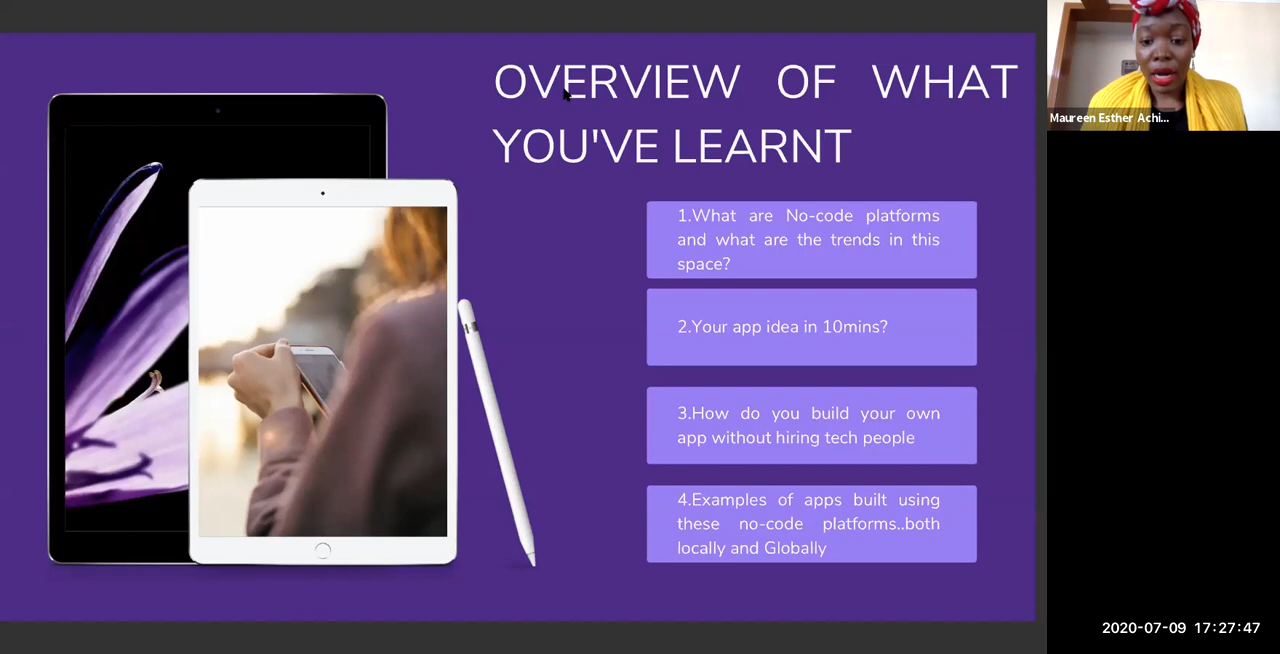 OVERVIEW OF WHAT
YOU'VE LEARNT
1.What are No-code platforms
and what are the trends in this
space?
2.Your app idea in 10mins?
3.How do you build your own
app without hiring tech people
4.Examples of apps built using
these no-code platforms..both
locally and Globally
Maureen Esther Achi...
2020-07-09 17:27:47